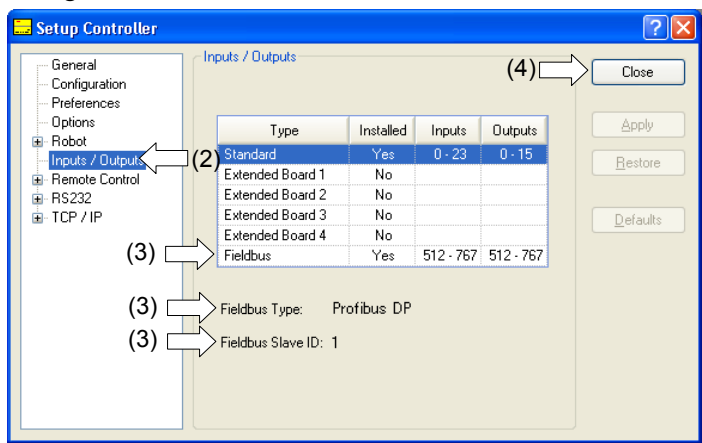 Setup Controller
General
Configuration
Preferences
Options
Robot
Inputs / Outputs
Remote Control
RS232
TCP / IP
(2)
Inputs / Outputs
Type Installed Inputs Outputs
Standard Yes 0 - 23 0 - 15
Extended Board 1 No
Extended Board 2 No
Extended Board 3 No
Extended Board 4 No
(3) Fieldbus Yes 512 - 767 512 - 767
(3) Fieldbus Type: Profibus DP
(3) Fieldbus Slave ID: 1
(4) Close
Apply
Restore
Defaults